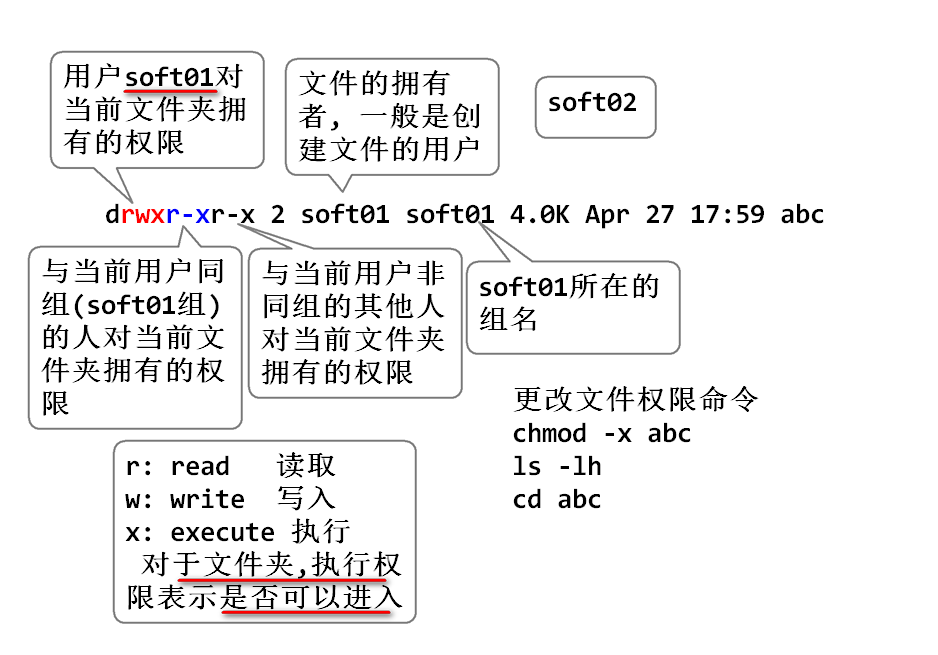 用户soft01对
当前文件夹拥
有的权限
文件的拥有
者, 一般是创
建文件的用户
soft02
drwxr-xr-x 2 soft01 soft01 4.0K Apr 27 17:59 abc
与当前用户同
组(soft01组)
的人对当前文
件夹拥有的权
限
与当前用户非
同组的其他人
对当前文件夹
拥有的权限
soft01所在的
组名
更改文件权限命令
chmod -x abc
ls -lh
cd abc
r: read 读取
w: write 写入
x: execute 执行
对于文件夹,执行权
限表示是否可以进入